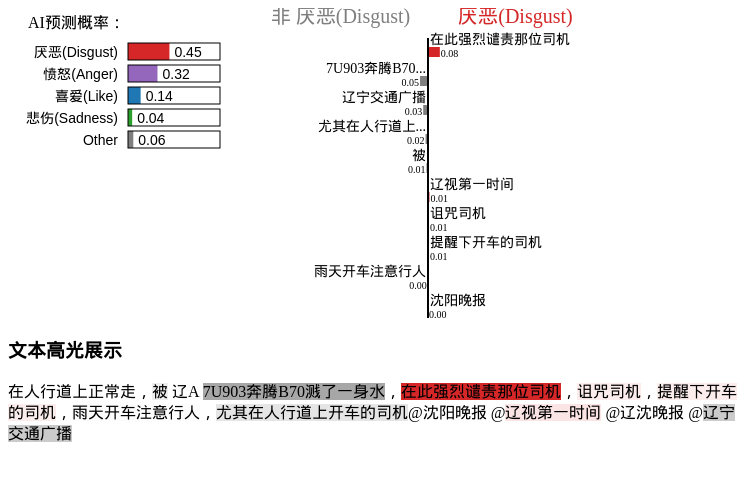 AI预测概率：
厌恶(Disgust) 0.45
愤怒(Anger) 0.32
喜爱(Like) 0.14
悲伤(Sadness) 0.04
Other 0.06
非 厌恶(Disgust) 厌恶(Disgust)
在此强烈谴责那位司机
0.08
7U903奔腾B70...
0.05
辽宁交通广播
0.03
尤其在人行道上...
0.02
被
0.01
辽视第一时间
0.01
诅咒司机
0.01
提醒下开车的司机
0.01
雨天开车注意行人
0.00
沈阳晚报
0.00
文本高光展示
在人行道上正常走，被 辽A 7U903奔腾B70溅了一身水，在此强烈谴责那位司机，诅咒司机，提醒下开车
的司机，雨天开车注意行人，尤其在人行道上开车的司机@沈阳晚报 @辽视第一时间 @辽沈晚报 @辽宁
交通广播